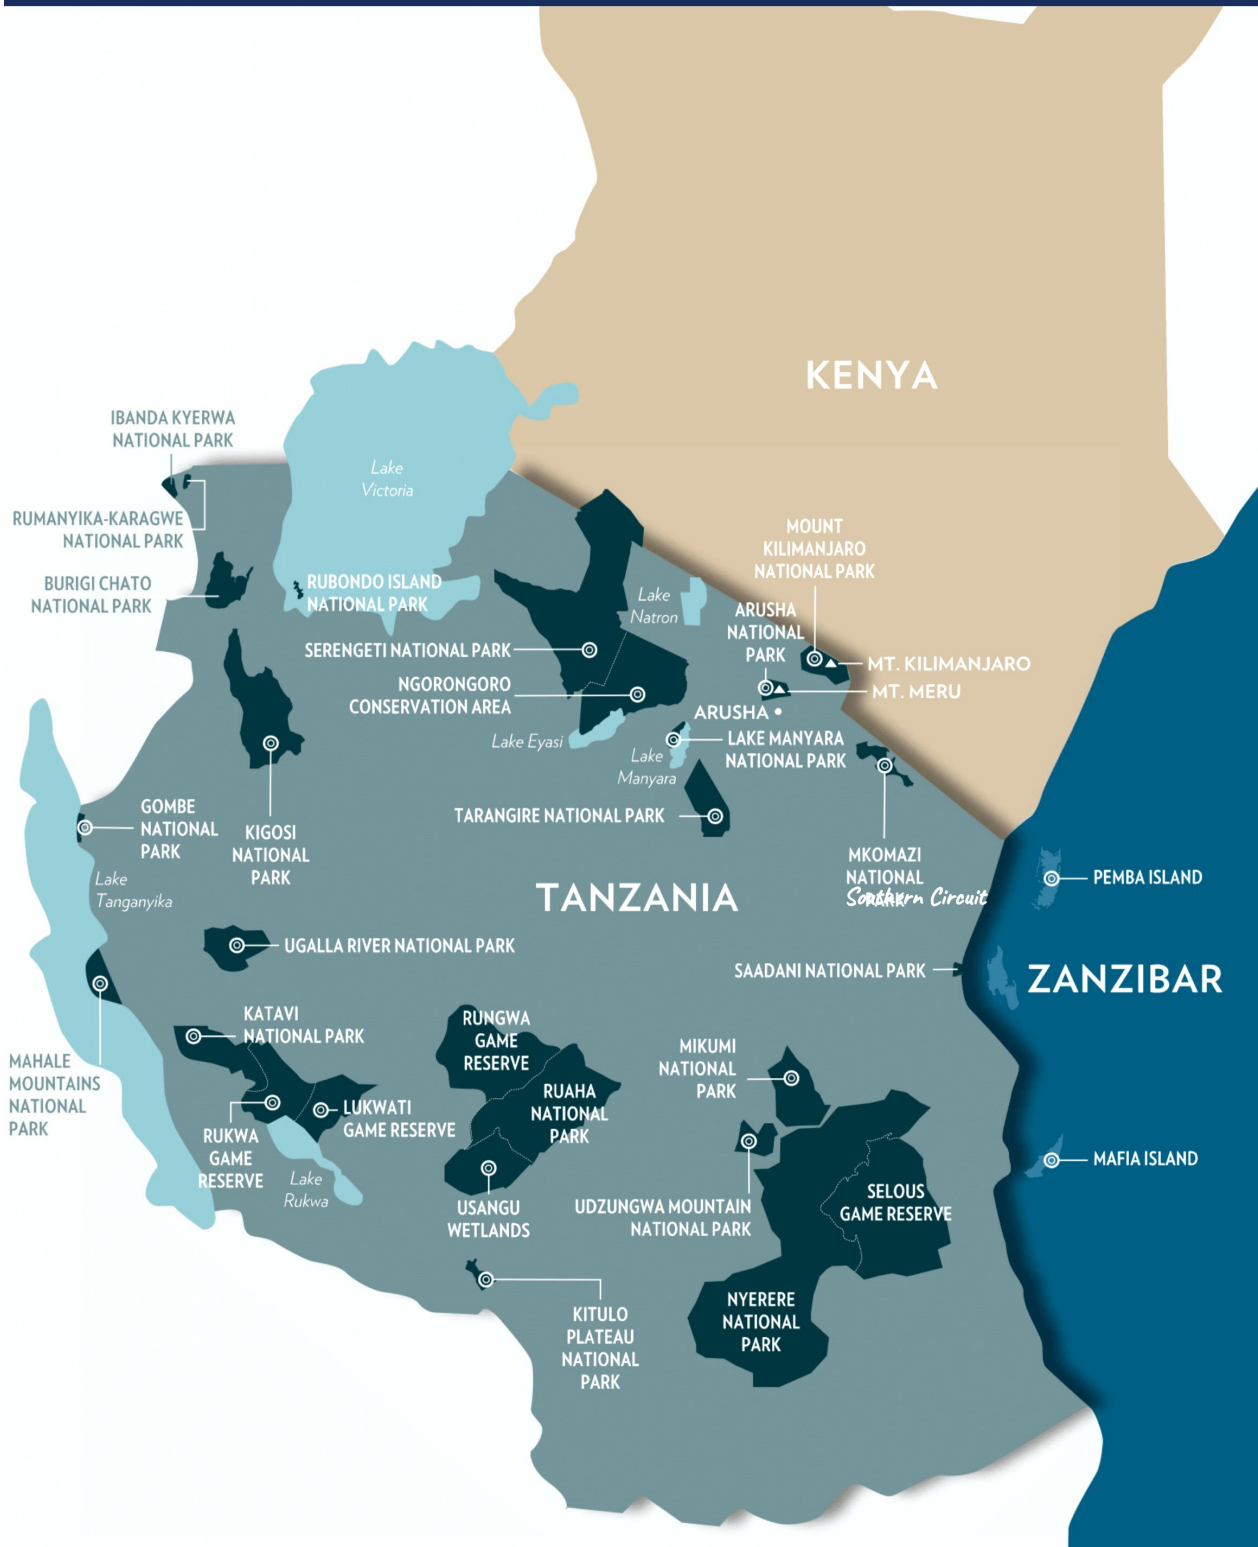 KENYA
IBANDA KYERWA
NATIONAL PARK
Lake
Victoria
RUMANYIKA-KARAGWE
NATIONAL PARK
MOUNT
KILIMANJARO
NATIONAL PARK
BURIGI CHATO
NATIONAL PARK
RUBONDO ISLAND
NATIONAL PARK
Lake
Natron
ARUSHA
NATIONAL
PARK
SERENGETI NATIONAL PARK
MT. KILIMANJARO
NGORONGORO
CONSERVATION AREA
MT. MERU
ARUSHA
Lake Eyasi
LAKE MANYARA
NATIONAL PARK
Lake
Manyara
GOMBE
NATIONAL
PARK
KIGOSI
NATIONAL
PARK
TARANGIRE NATIONAL PARK
MKOMAZI
NATIONAL
PARK
Southern Circuit
Lake
Tanganyika
TANZANIA
PEMBA ISLAND
UGALLA RIVER NATIONAL PARK
SAADANI NATIONAL PARK
ZANZIBAR
KATAVI
NATIONAL PARK
RUNGWA
GAME
RESERVE
MIKUMI
NATIONAL
PARK
MAHALE
MOUNTAINS
NATIONAL
PARK
RUAHA
NATIONAL
PARK
LUKWATI
GAME RESERVE
RUKWA
GAME
RESERVE
Lake
Rukwa
MAFIA ISLAND
USANGU
WETLANDS
UDZUNGWA MOUNTAIN
NATIONAL PARK
SELOUS
GAME RESERVE
NYERERE
NATIONAL
PARK
KITULO
PLATEAU
NATIONAL
PARK